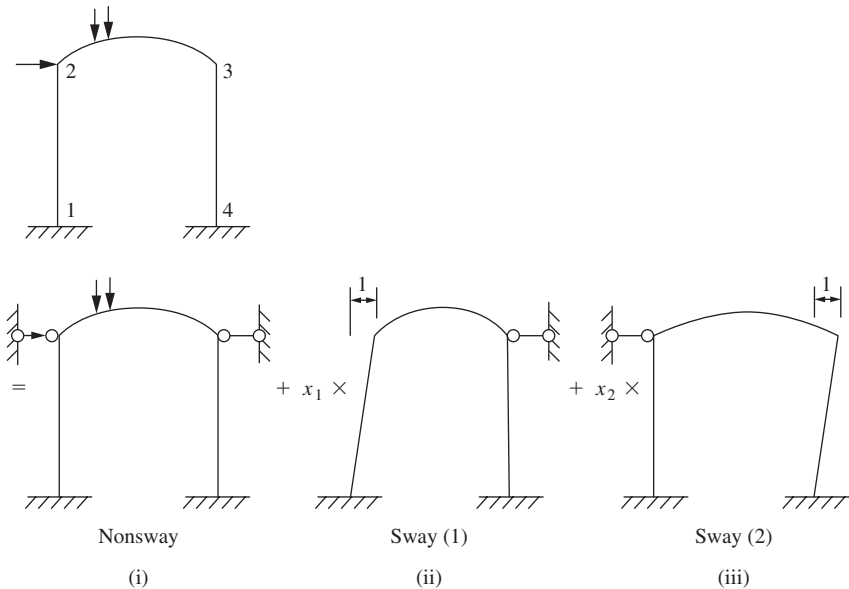 2 3
1 4
1 1
= + x₁ × + x₂ ×
Nonsway Sway (1) Sway (2)
(i) (ii) (iii)